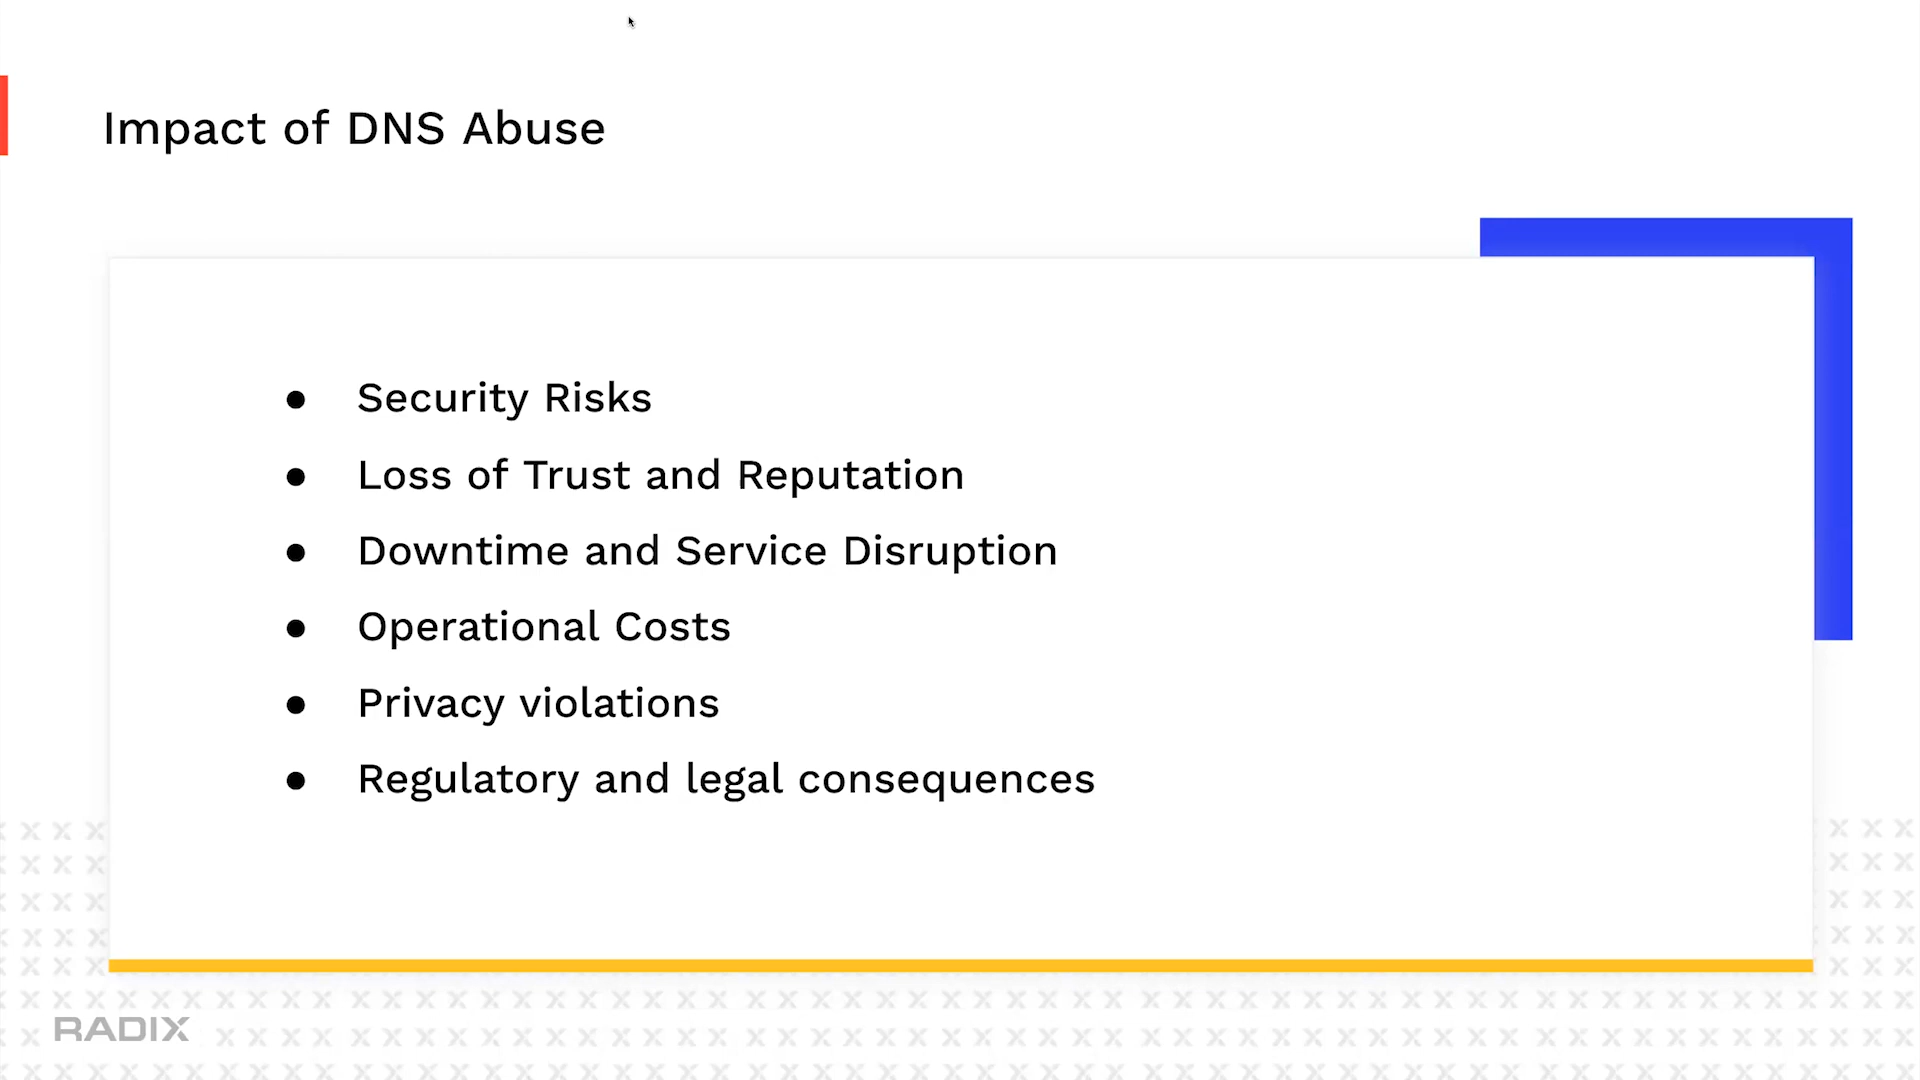 Impact of DNS Abuse
● Security Risks
● Loss of Trust and Reputation
● Downtime and Service Disruption
● Operational Costs
● Privacy violations
● Regulatory and legal consequences
RADIX